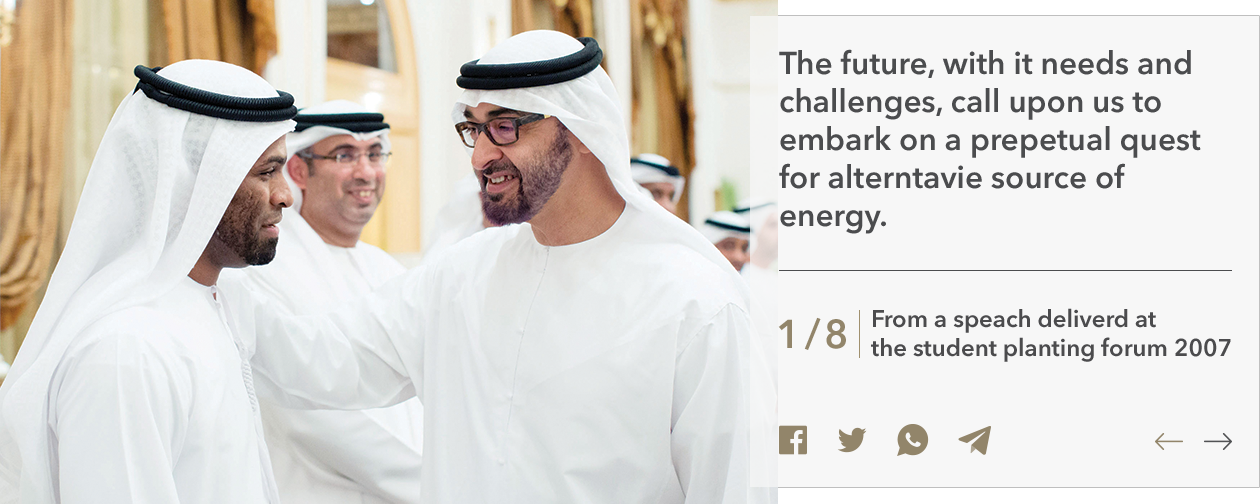 The future, with it needs and
challenges, call upon us to
embark on a prepetual quest
for alterntavie source of
energy.
1/8
From a speach deliverd at
the student planting forum 2007